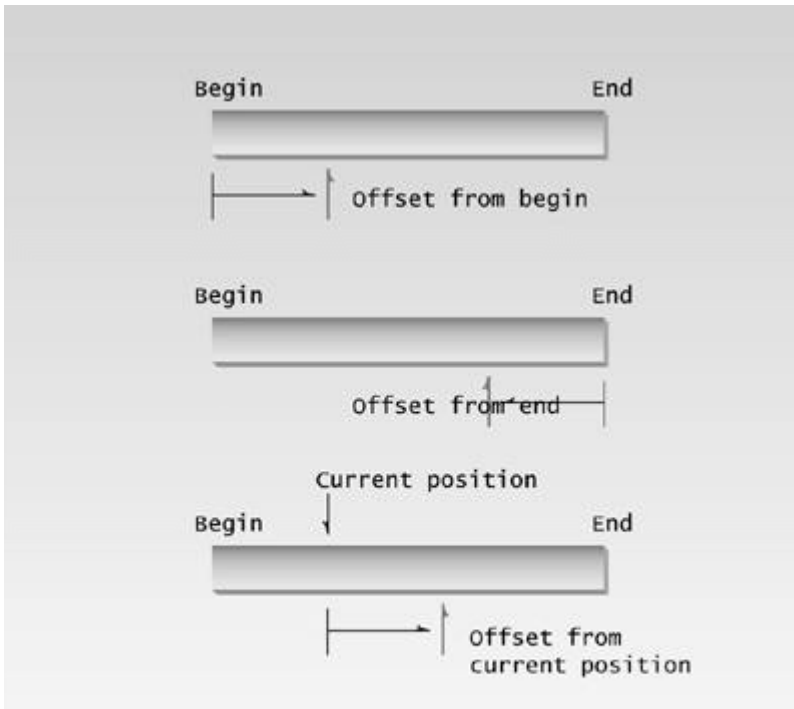 Begin End
Offset from begin
Begin End
Offset from end
Current position
Begin End
Offset from
current position